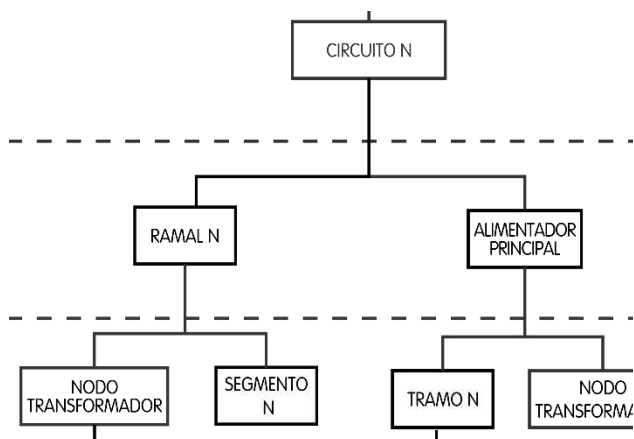 CIRCUITO N
RAMAL N
ALIMENTADOR
PRINCIPAL
NODO
TRANSFORMADOR
SEGMENTO
N
TRAMO N
NODO